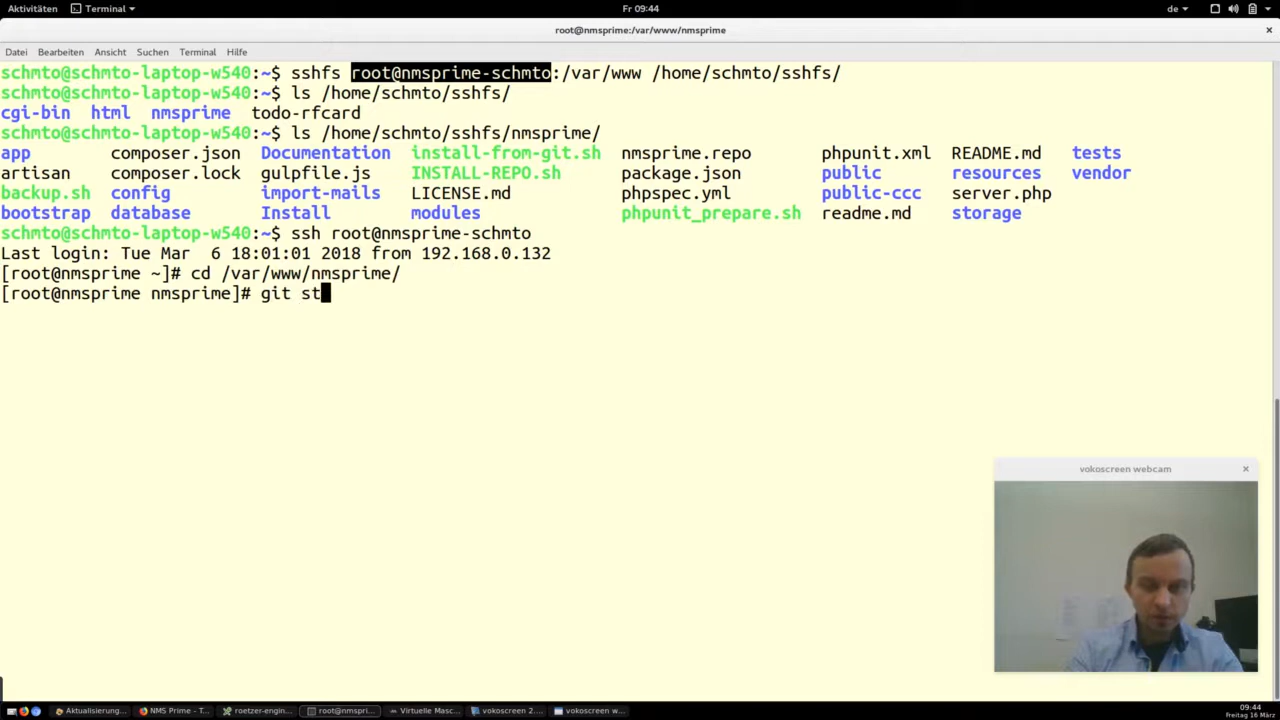 Aktivitäten Terminal Fr 09:44 de
root@nmsprime:/var/www/nmsprime ×
Datei Bearbeiten Ansicht Suchen Terminal Hilfe
schmto@schmto-laptop-w540:~$ sshfs root@nmsprime-schmto:/var/www /home/schmto/sshfs/
schmto@schmto-laptop-w540:~$ ls /home/schmto/sshfs/
cgi-bin html nmsprime todo-rfcard
schmto@schmto-laptop-w540:~$ ls /home/schmto/sshfs/nmsprime/
app composer.json Documentation install-from-git.sh nmsprime.repo phpunit.xml README.md tests
artisan composer.lock gulpfile.js INSTALL-REPO.sh package.json public resources vendor
backup.sh config import-mails LICENSE.md phpspec.yml public-ccc server.php
bootstrap database Install modules phpunit_prepare.sh readme.md storage
schmto@schmto-laptop-w540:~$ ssh root@nmsprime-schmto
Last login: Tue Mar  6 18:01:01 2018 from 192.168.0.132
[root@nmsprime ~]# cd /var/www/nmsprime/
[root@nmsprime nmsprime]# git st
vokoscreen webcam ×
Aktualisierung... NMS Prime - T... roetzer-engin... root@nmspri... Virtuelle Masc... vokoscreen 2.... vokoscreen w...
09:44
Freitag 16 März